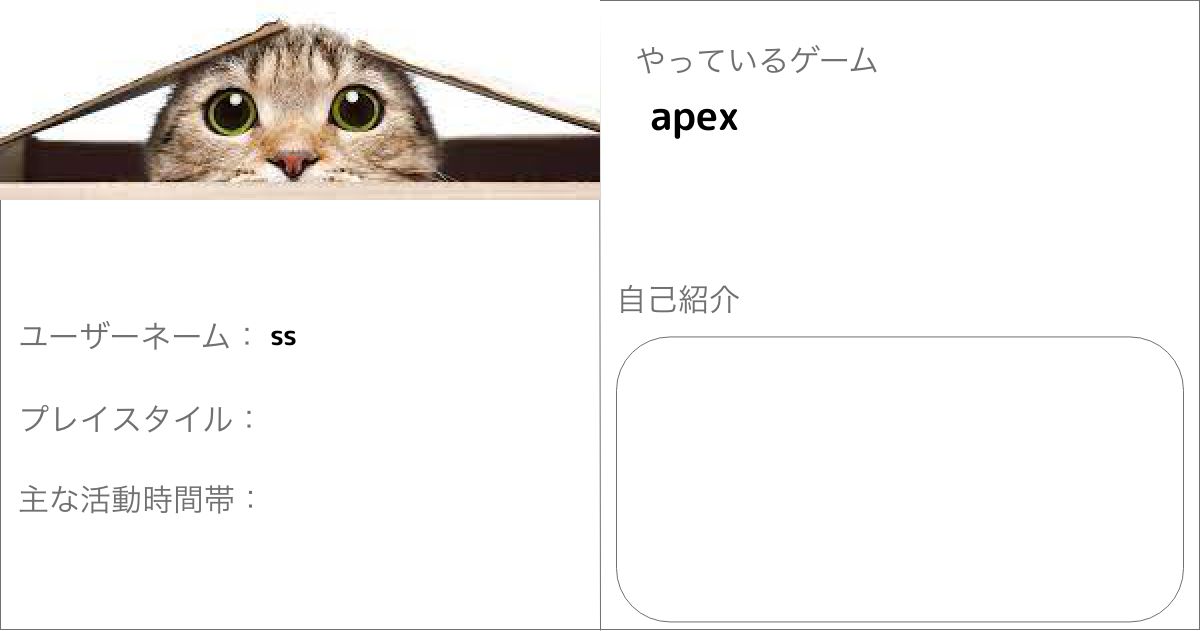 やっているゲーム
apex
自己紹介
ユーザーネーム： ss
プレイスタイル：
主な活動時間帯：